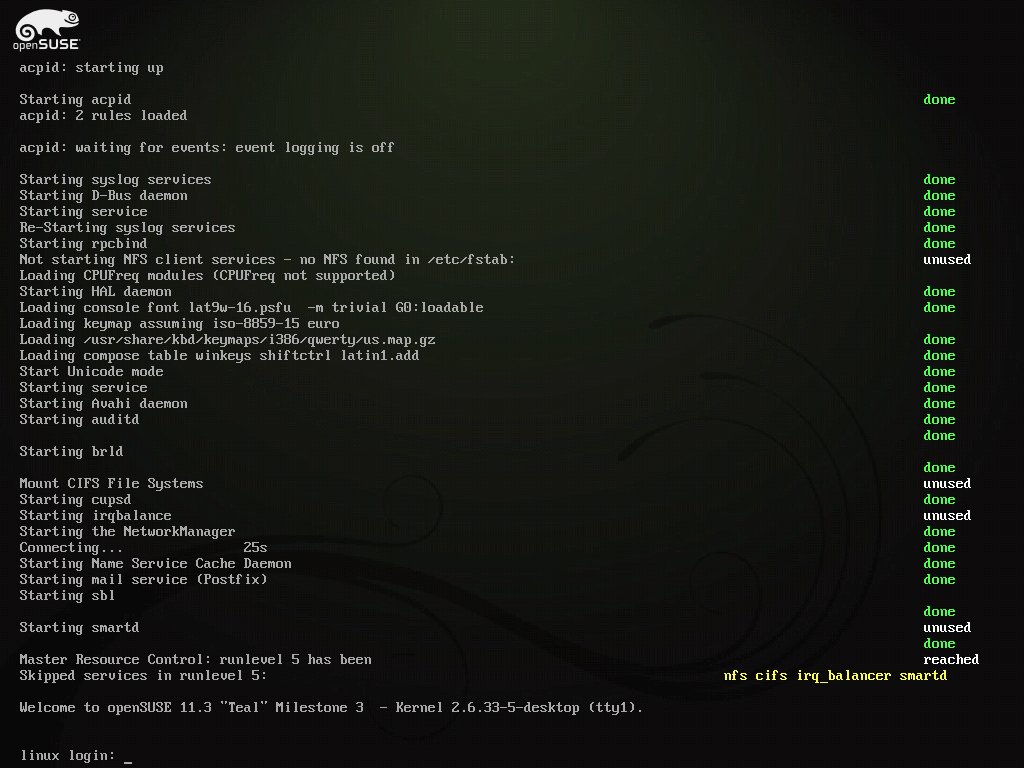 openSUSE
acpid: starting up
Starting acpid done
acpid: 2 rules loaded
acpid: waiting for events: event logging is off
Starting syslog services done
Starting D-Bus daemon done
Starting service done
Re-Starting syslog services done
Starting rpcbind done
Not starting NFS client services - no NFS found in /etc/fstab: unused
Loading CPUFreq modules (CPUFreq not supported)
Starting HAL daemon done
Loading console font lat9w-16.psfu  -m trivial G0:loadable done
Loading keymap assuming iso-8859-15 euro
Loading /usr/share/kbd/keymaps/i386/qwerty/us.map.gz done
Loading compose table winkeys shiftctrl latin1.add done
Start Unicode mode done
Starting service done
Starting Avahi daemon done
Starting auditd done
done
Starting brld
done
Mount CIFS File Systems unused
Starting cupsd done
Starting irqbalance unused
Starting the NetworkManager done
Connecting... 25s done
Starting Name Service Cache Daemon done
Starting mail service (Postfix) done
Starting sbl
done
Starting smartd unused
done
Master Resource Control: runlevel 5 has been reached
Skipped services in runlevel 5: nfs cifs irq_balancer smartd
Welcome to openSUSE 11.3 "Teal" Milestone 3  - Kernel 2.6.33-5-desktop (tty1).
linux login: _